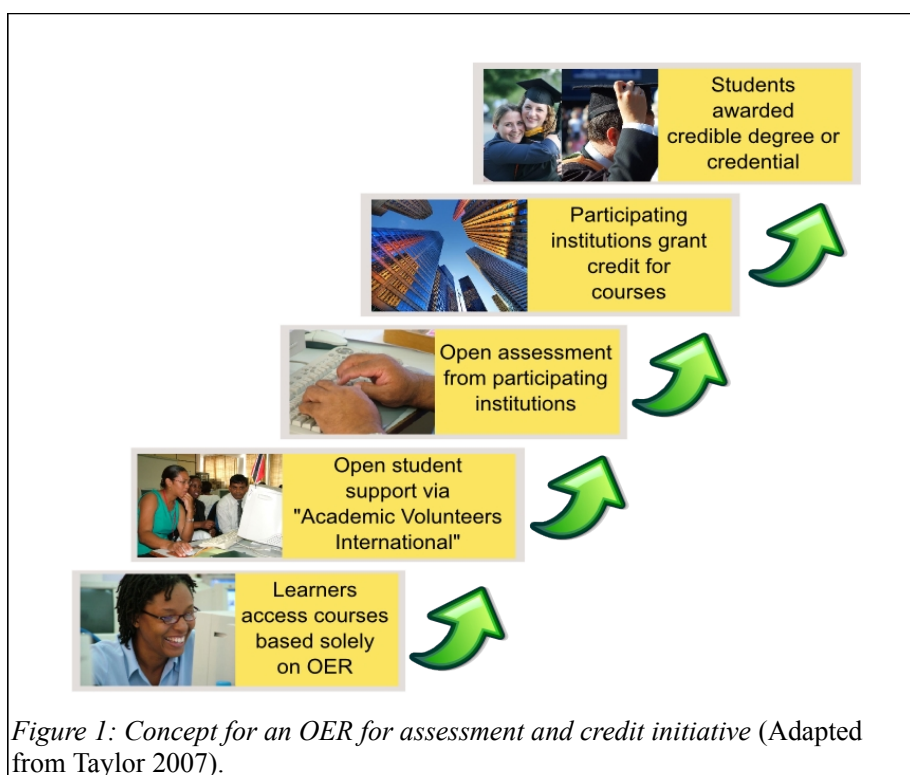 Students
awarded
credible degree or
credential
Participating
institutions grant
credit for
courses
Open assessment
from participating
institutions
Open student
support via
"Academic Volunteers
International"
Learners
access courses
based solely
on OER
Figure 1: Concept for an OER for assessment and credit initiative (Adapted
from Taylor 2007).